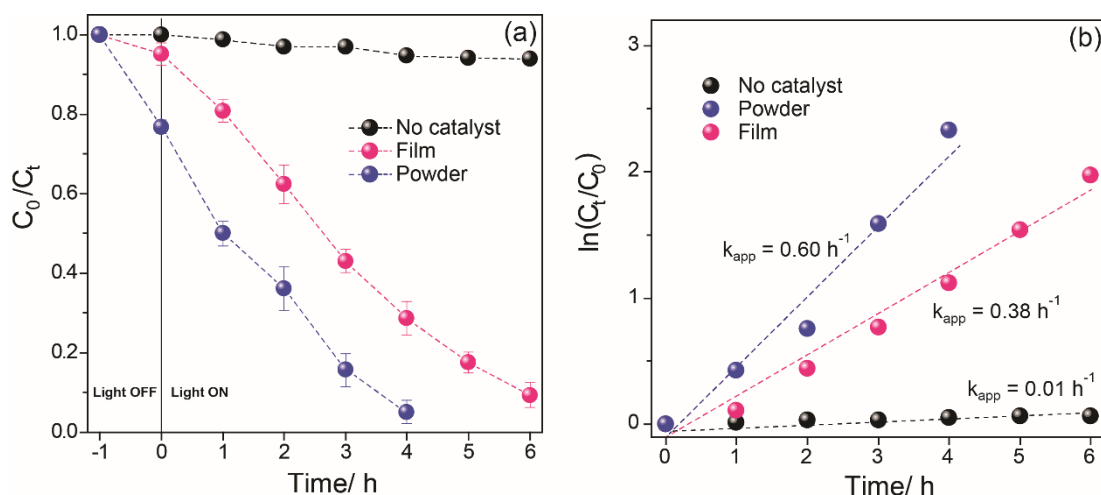 (a)
1.0
0.8
0.6
0.4
0.2
0.0
C₀/Cₜ
No catalyst
Film
Powder
Light OFF
Light ON
-1 0 1 2 3 4 5 6
Time/ h
(b)
3
2
1
0
ln(Cₜ/C₀)
No catalyst
Powder
Film
kₐₚₚ = 0.60 h⁻¹
kₐₚₚ = 0.38 h⁻¹
kₐₚₚ = 0.01 h⁻¹
0 1 2 3 4 5 6
Time/ h